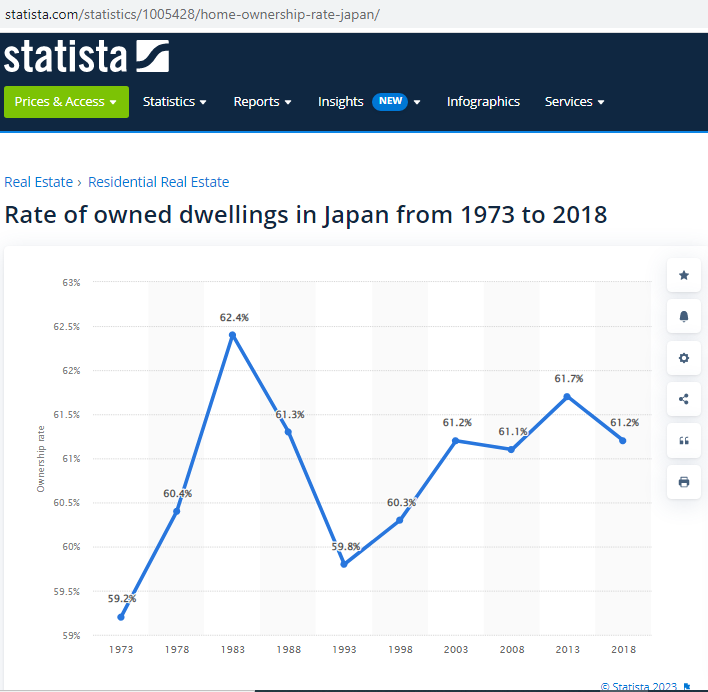 statista.com/statistics/1005428/home-ownership-rate-japan/
statista
Prices & Access Statistics Reports Insights NEW Infographics Services
Real Estate › Residential Real Estate
Rate of owned dwellings in Japan from 1973 to 2018
63%
62.5%
62%
61.5%
61%
60.5%
60%
59.5%
59%
Ownership rate
59.2%
60.4%
62.4%
61.3%
59.8%
60.3%
61.2%
61.1%
61.7%
61.2%
1973 1978 1983 1988 1993 1998 2003 2008 2013 2018
© Statista 2023